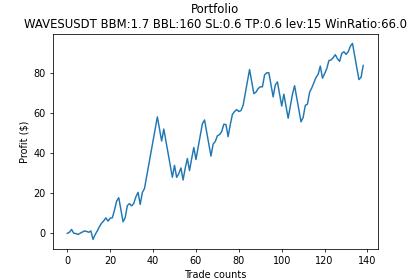 Portfolio
WAVESUSDT BBM:1.7 BBL:160 SL:0.6 TP:0.6 lev:15 WinRatio:66.0
Profit ($)
80
60
40
20
0
0 20 40 60 80 100 120 140
Trade counts